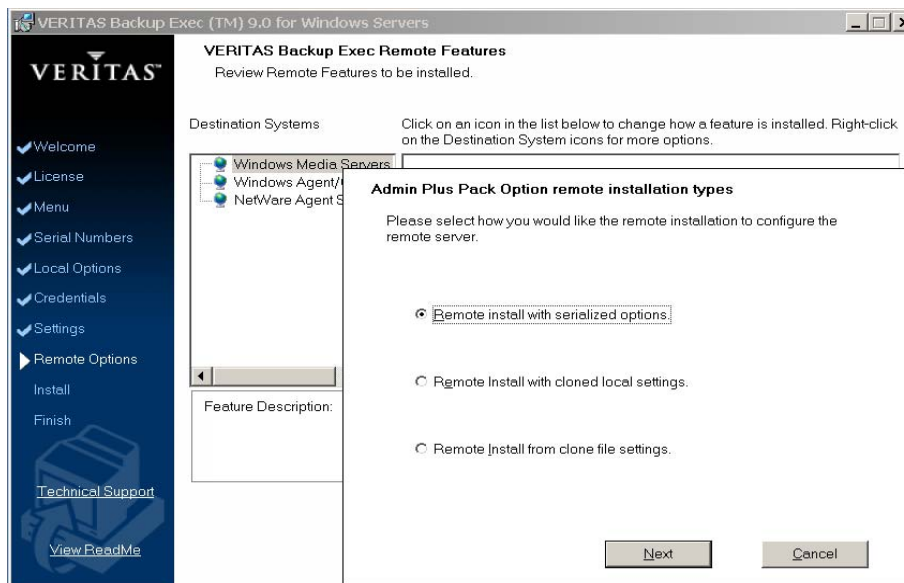 VERITAS Backup Exec (TM) 9.0 for Windows Servers
VERITAS™
Welcome
License
Menu
Serial Numbers
Local Options
Credentials
Settings
Remote Options
Install
Finish
Technical Support
View ReadMe
VERITAS Backup Exec Remote Features
Review Remote Features to be installed.
Destination Systems
Click on an icon in the list below to change how a feature is installed. Right-click
on the Destination System icons for more options.
Windows Media Servers
Windows Agent/
NetWare Agent S
Feature Description:
Admin Plus Pack Option remote installation types
Please select how you would like the remote installation to configure the
remote server.
Remote install with serialized options.
Remote Install with cloned local settings.
Remote Install from clone file settings.
Next
Cancel